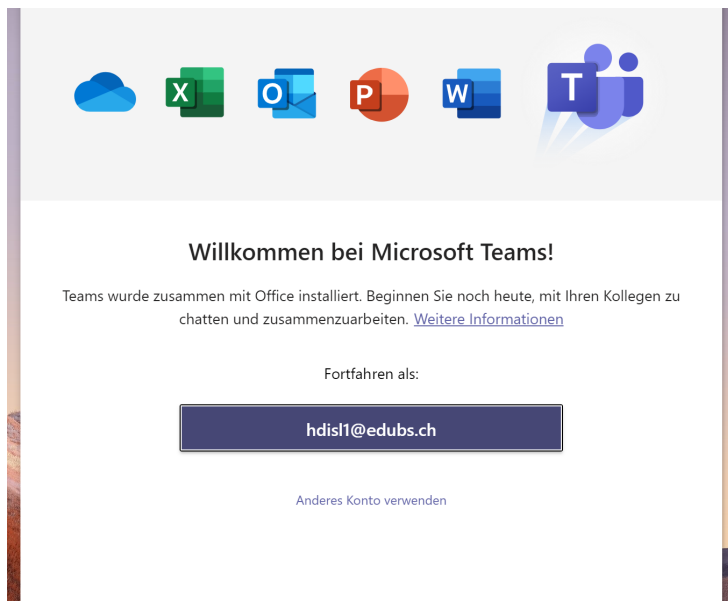 X O P W T
Willkommen bei Microsoft Teams!
Teams wurde zusammen mit Office installiert. Beginnen Sie noch heute, mit Ihren Kollegen zu
chatten und zusammenzuarbeiten. Weitere Informationen
Fortfahren als:
hdisl1@edubs.ch
Anderes Konto verwenden